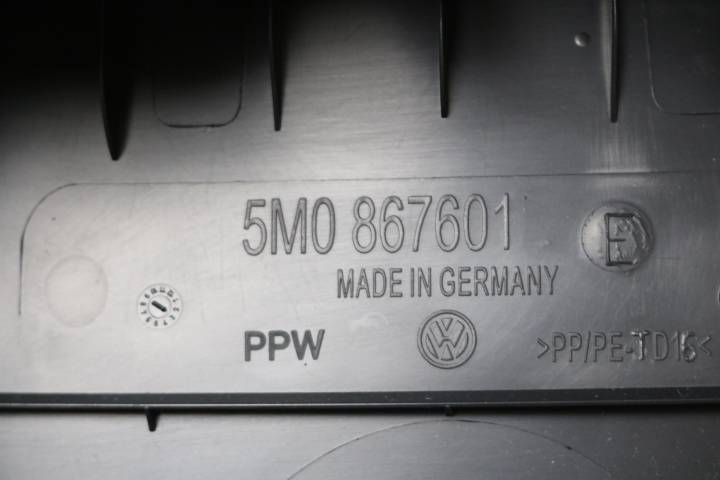 5M0 867601
E
MADE IN GERMANY
PPW
>PP/PE-TD15<